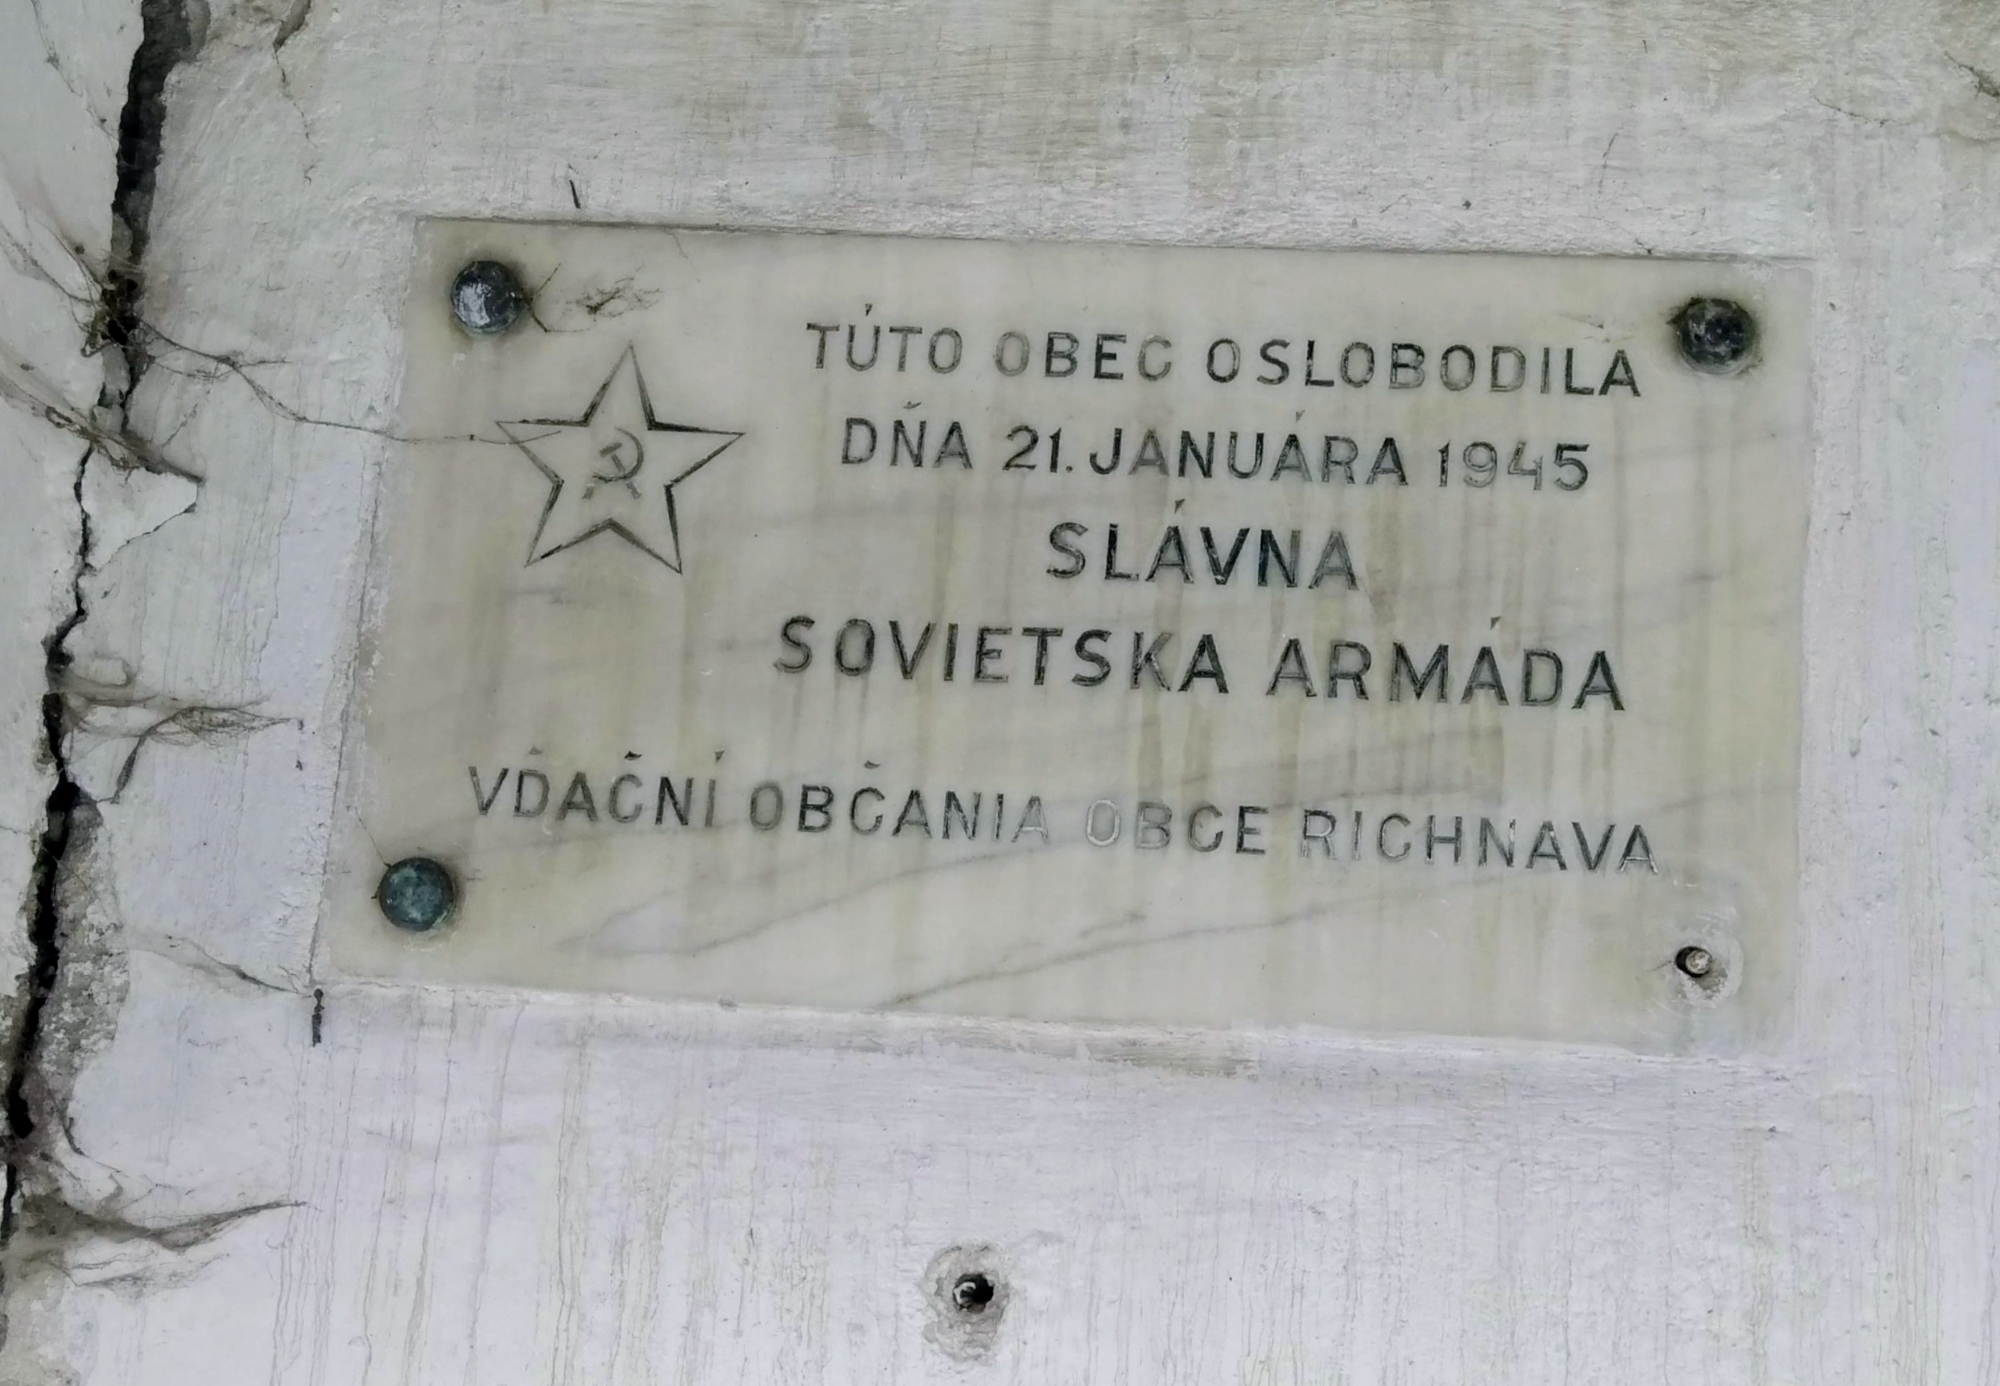 TÚTO OBEC OSLOBODILA
DŇA 21. JANUÁRA 1945
SLÁVNA
SOVIETSKA ARMÁDA
VĎAČNÍ OBČANIA OBCE RICHNAVA